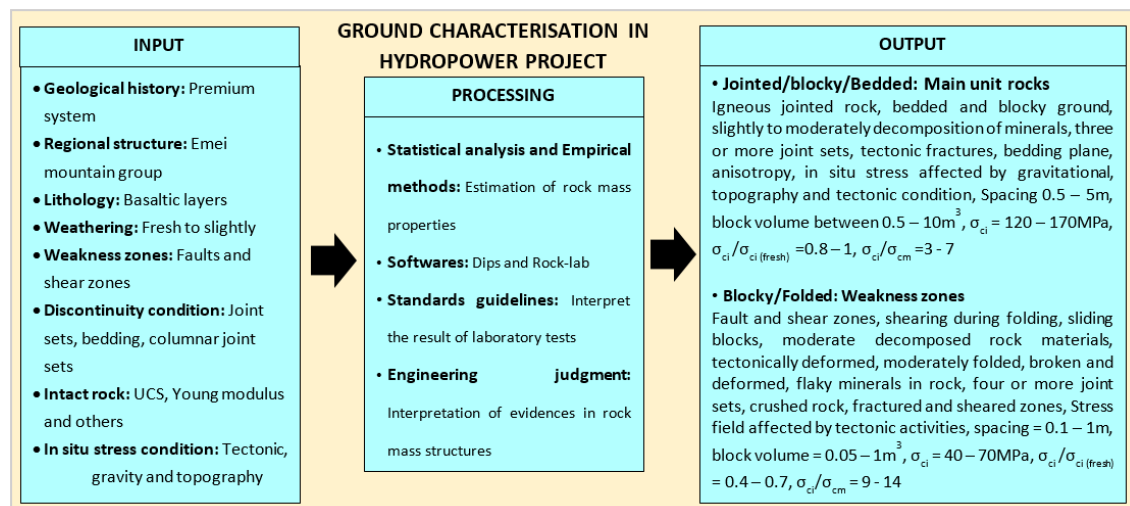 GROUND CHARACTERISATION IN
HYDROPOWER PROJECT
INPUT
• Geological history: Premium
system
• Regional structure: Emei
mountain group
• Lithology: Basaltic layers
• Weathering: Fresh to slightly
• Weakness zones: Faults and
shear zones
• Discontinuity condition: Joint
sets, bedding, columnar joint
sets
• Intact rock: UCS, Young modulus
and others
• In situ stress condition: Tectonic,
gravity and topography
PROCESSING
• Statistical analysis and Empirical
methods: Estimation of rock mass
properties
• Softwares: Dips and Rock-lab
• Standards guidelines: Interpret
the result of laboratory tests
• Engineering judgment:
Interpretation of evidences in rock
mass structures
OUTPUT
• Jointed/blocky/Bedded: Main unit rocks
Igneous jointed rock, bedded and blocky ground,
slightly to moderately decomposition of minerals, three
or more joint sets, tectonic fractures, bedding plane,
anisotropy, in situ stress affected by gravitational,
topography and tectonic condition, Spacing 0.5 – 5m,
block volume between 0.5 – 10m³, σci = 120 – 170MPa,
σci/σci (fresh) =0.8 – 1, σci/σcm =3 - 7
• Blocky/Folded: Weakness zones
Fault and shear zones, shearing during folding, sliding
blocks, moderate decomposed rock materials,
tectonically deformed, moderately folded, broken and
deformed, flaky minerals in rock, four or more joint
sets, crushed rock, fractured and sheared zones, Stress
field affected by tectonic activities, spacing = 0.1 – 1m,
block volume = 0.05 – 1m³, σci = 40 – 70MPa, σci/σci (fresh)
= 0.4 – 0.7, σci/σcm = 9 - 14